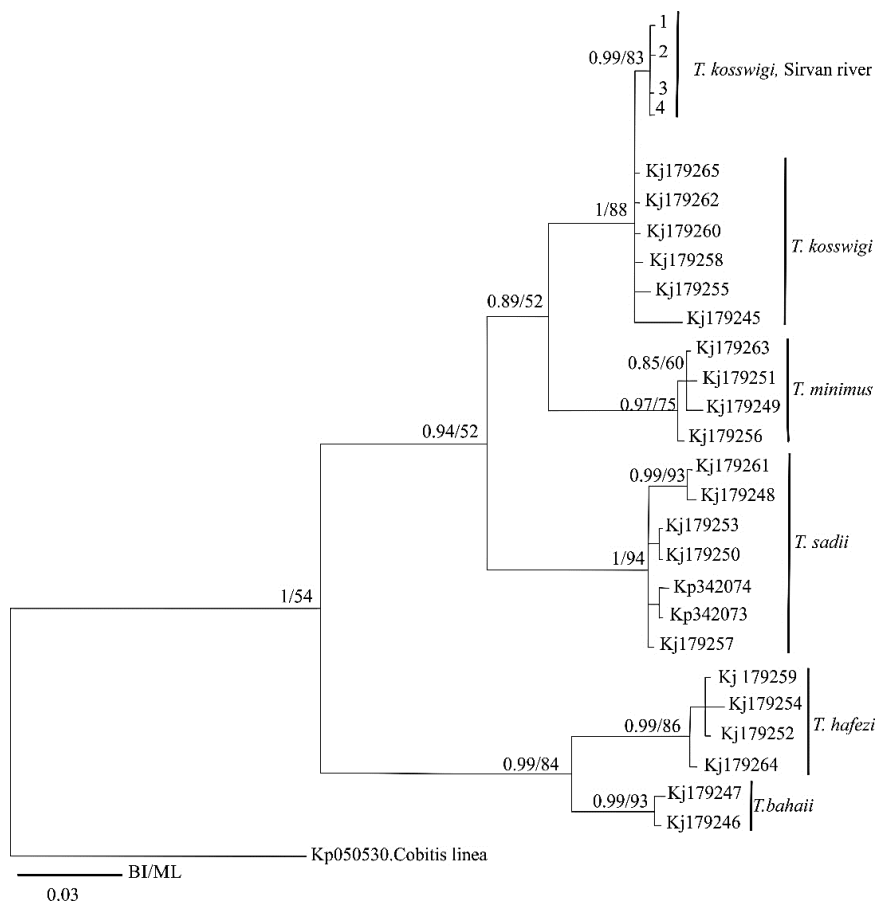 1
0.99/83
2
T. kosswigi, Sirvan river
3
4
Kj179265
Kj179262
1/88
Kj179260
T. kosswigi
Kj179258
Kj179255
0.89/52
Kj179245
Kj179263
0.85/60
Kj179251
T. minimus
0.97/75
Kj179249
0.94/52
Kj179256
Kj179261
0.99/93
Kj179248
Kj179253
T. sadii
1/94
Kj179250
Kp342074
1/54
Kp342073
Kj179257
Kj 179259
Kj179254
0.99/86
T. hafezi
Kj179252
0.99/84
Kj179264
0.99/93
Kj179247
T.bahaii
Kj179246
Kp050530.Cobitis linea
BI/ML
0.03